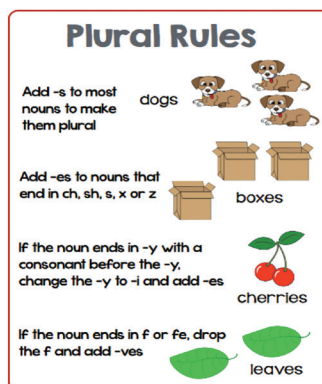 Plural Rules
Add -s to most
nouns to make
them plural
dogs
Add -es to nouns that
end in ch, sh, s, x or z
boxes
If the noun ends in -y with a
consonant before the -y,
change the -y to -i and add -es
cherries
If the noun ends in f or fe, drop
the f and add -ves
leaves